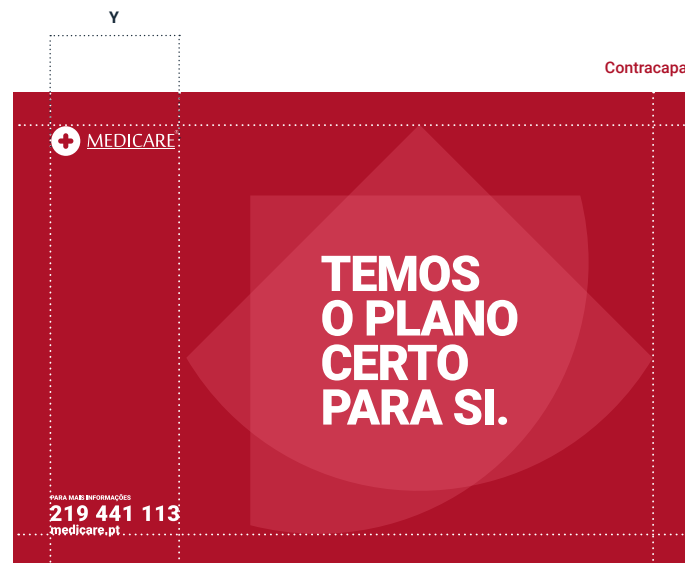 Y
Contracapa
MEDICARE
TEMOS
O PLANO
CERTO
PARA SI.
PARA MAIS INFORMAÇÕES
219 441 113
medicare.pt